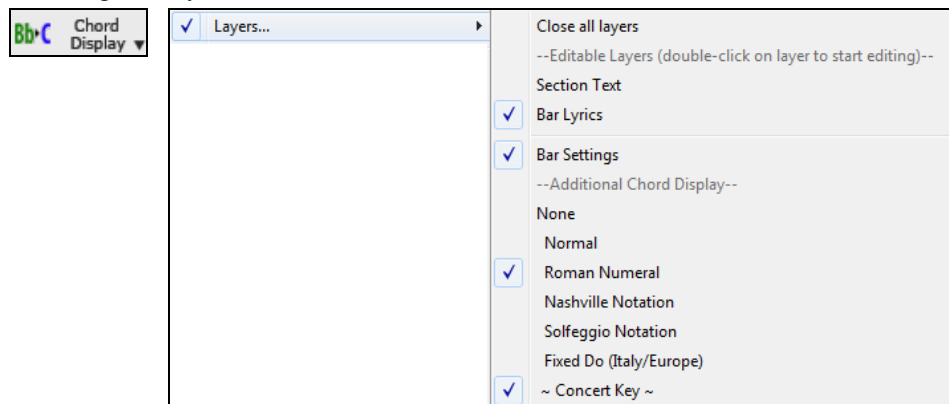 Bb▸C Chord
Display ▼
✓ Layers... ▸
Close all layers
--Editable Layers (double-click on layer to start editing)--
Section Text
✓ Bar Lyrics
✓ Bar Settings
--Additional Chord Display--
None
Normal
✓ Roman Numeral
Nashville Notation
Solfeggio Notation
Fixed Do (Italy/Europe)
✓ ~ Concert Key ~